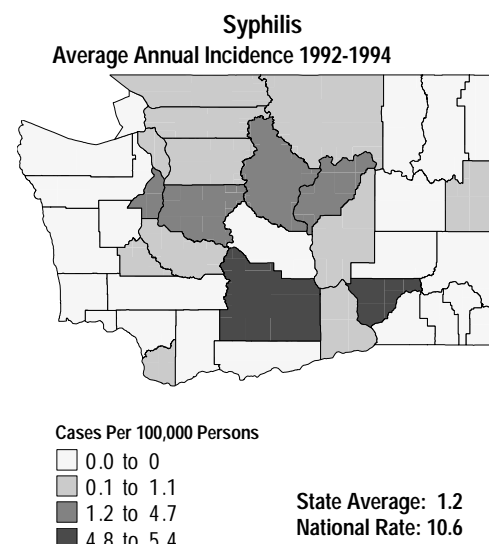 Syphilis
Average Annual Incidence 1992-1994
Cases Per 100,000 Persons
0.0 to 0
0.1 to 1.1
1.2 to 4.7
4.8 to 5.4
State Average: 1.2
National Rate: 10.6